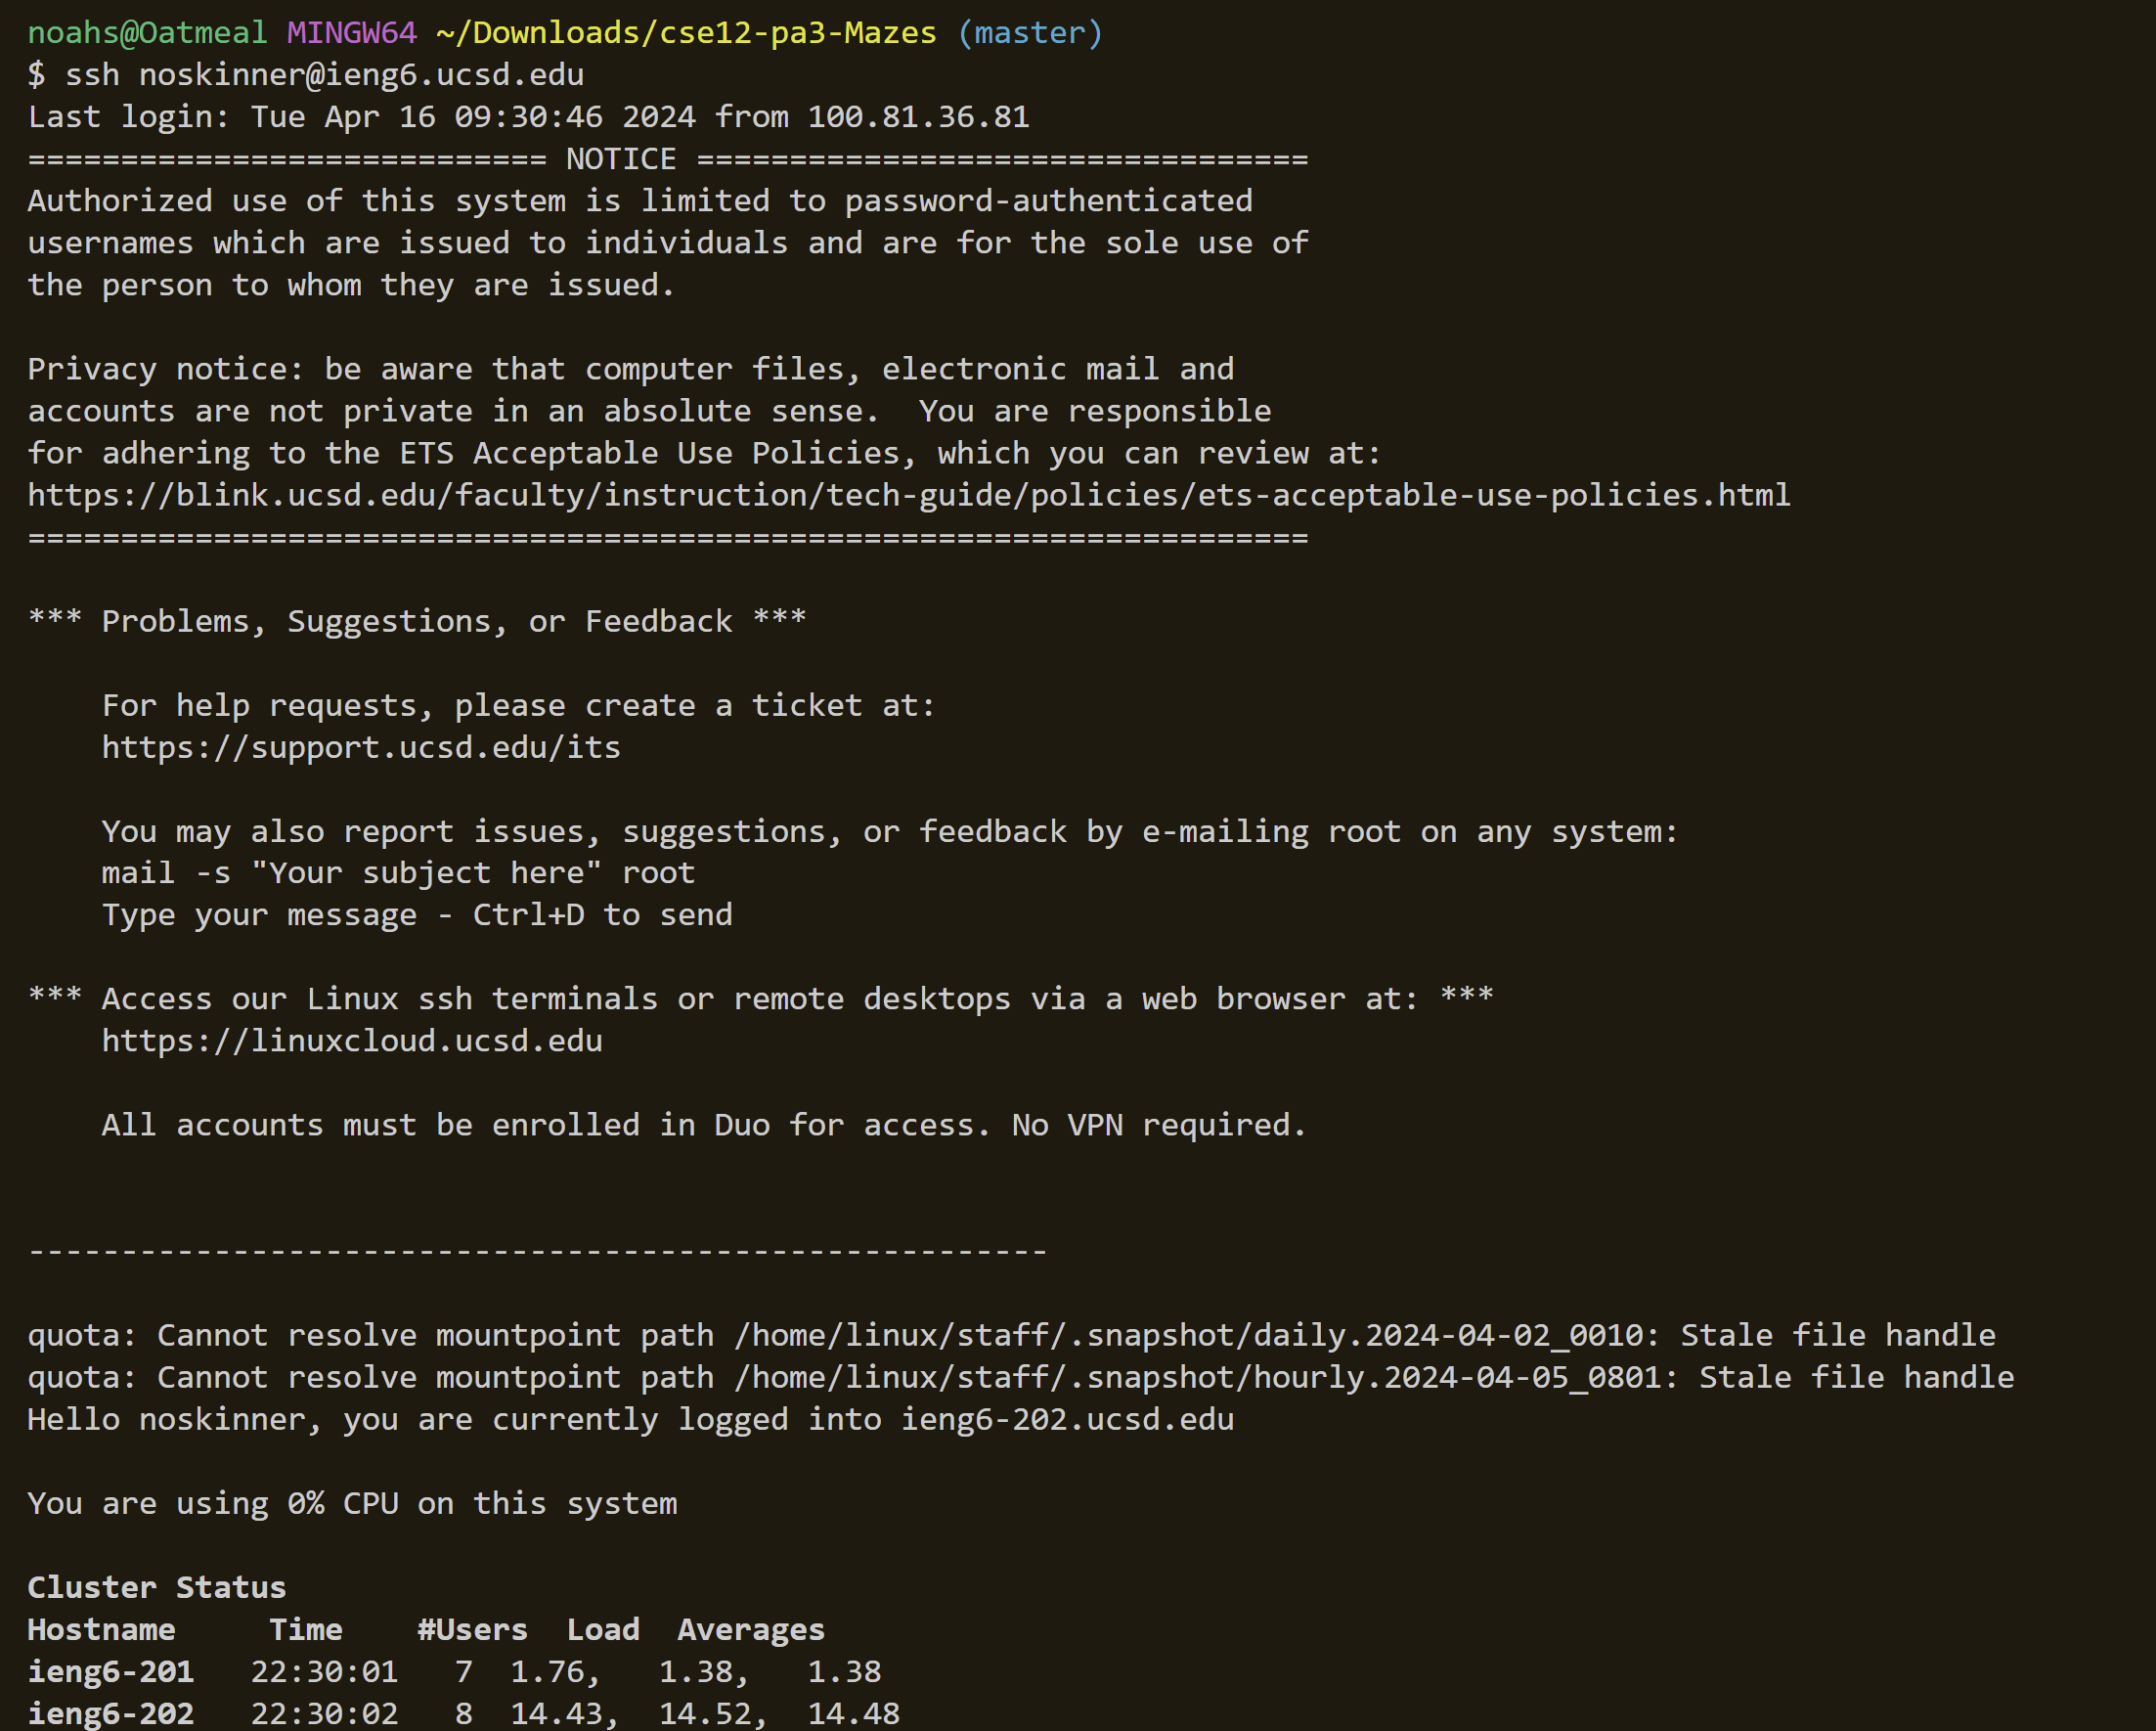 noahs@Oatmeal MINGW64 ~/Downloads/cse12-pa3-Mazes (master)
$ ssh noskinner@ieng6.ucsd.edu
Last login: Tue Apr 16 09:30:46 2024 from 100.81.36.81
============================ NOTICE =================================
Authorized use of this system is limited to password-authenticated
usernames which are issued to individuals and are for the sole use of
the person to whom they are issued.

Privacy notice: be aware that computer files, electronic mail and
accounts are not private in an absolute sense.  You are responsible
for adhering to the ETS Acceptable Use Policies, which you can review at:
https://blink.ucsd.edu/faculty/instruction/tech-guide/policies/ets-acceptable-use-policies.html
=====================================================================

*** Problems, Suggestions, or Feedback ***

    For help requests, please create a ticket at:
    https://support.ucsd.edu/its

    You may also report issues, suggestions, or feedback by e-mailing root on any system:
    mail -s "Your subject here" root
    Type your message - Ctrl+D to send

*** Access our Linux ssh terminals or remote desktops via a web browser at: ***
    https://linuxcloud.ucsd.edu

    All accounts must be enrolled in Duo for access. No VPN required.

-------------------------------------------------------

quota: Cannot resolve mountpoint path /home/linux/staff/.snapshot/daily.2024-04-02_0010: Stale file handle
quota: Cannot resolve mountpoint path /home/linux/staff/.snapshot/hourly.2024-04-05_0801: Stale file handle
Hello noskinner, you are currently logged into ieng6-202.ucsd.edu

You are using 0% CPU on this system

Cluster Status
Hostname     Time    #Users  Load  Averages
ieng6-201   22:30:01   7  1.76,   1.38,   1.38
ieng6-202   22:30:02   8  14.43,  14.52,  14.48